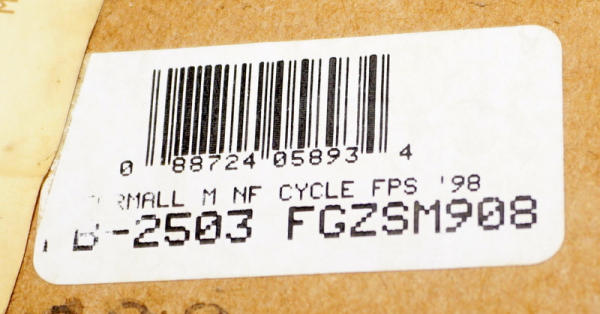 0 88724 05893 4
RMALL M NF CYCLE FPS '98
B-2503 FGZSM908